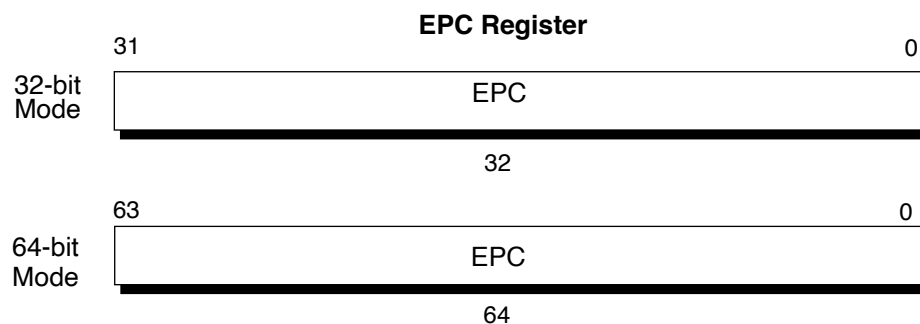 EPC Register
31 0
32-bit
Mode
EPC
32
63 0
64-bit
Mode
EPC
64